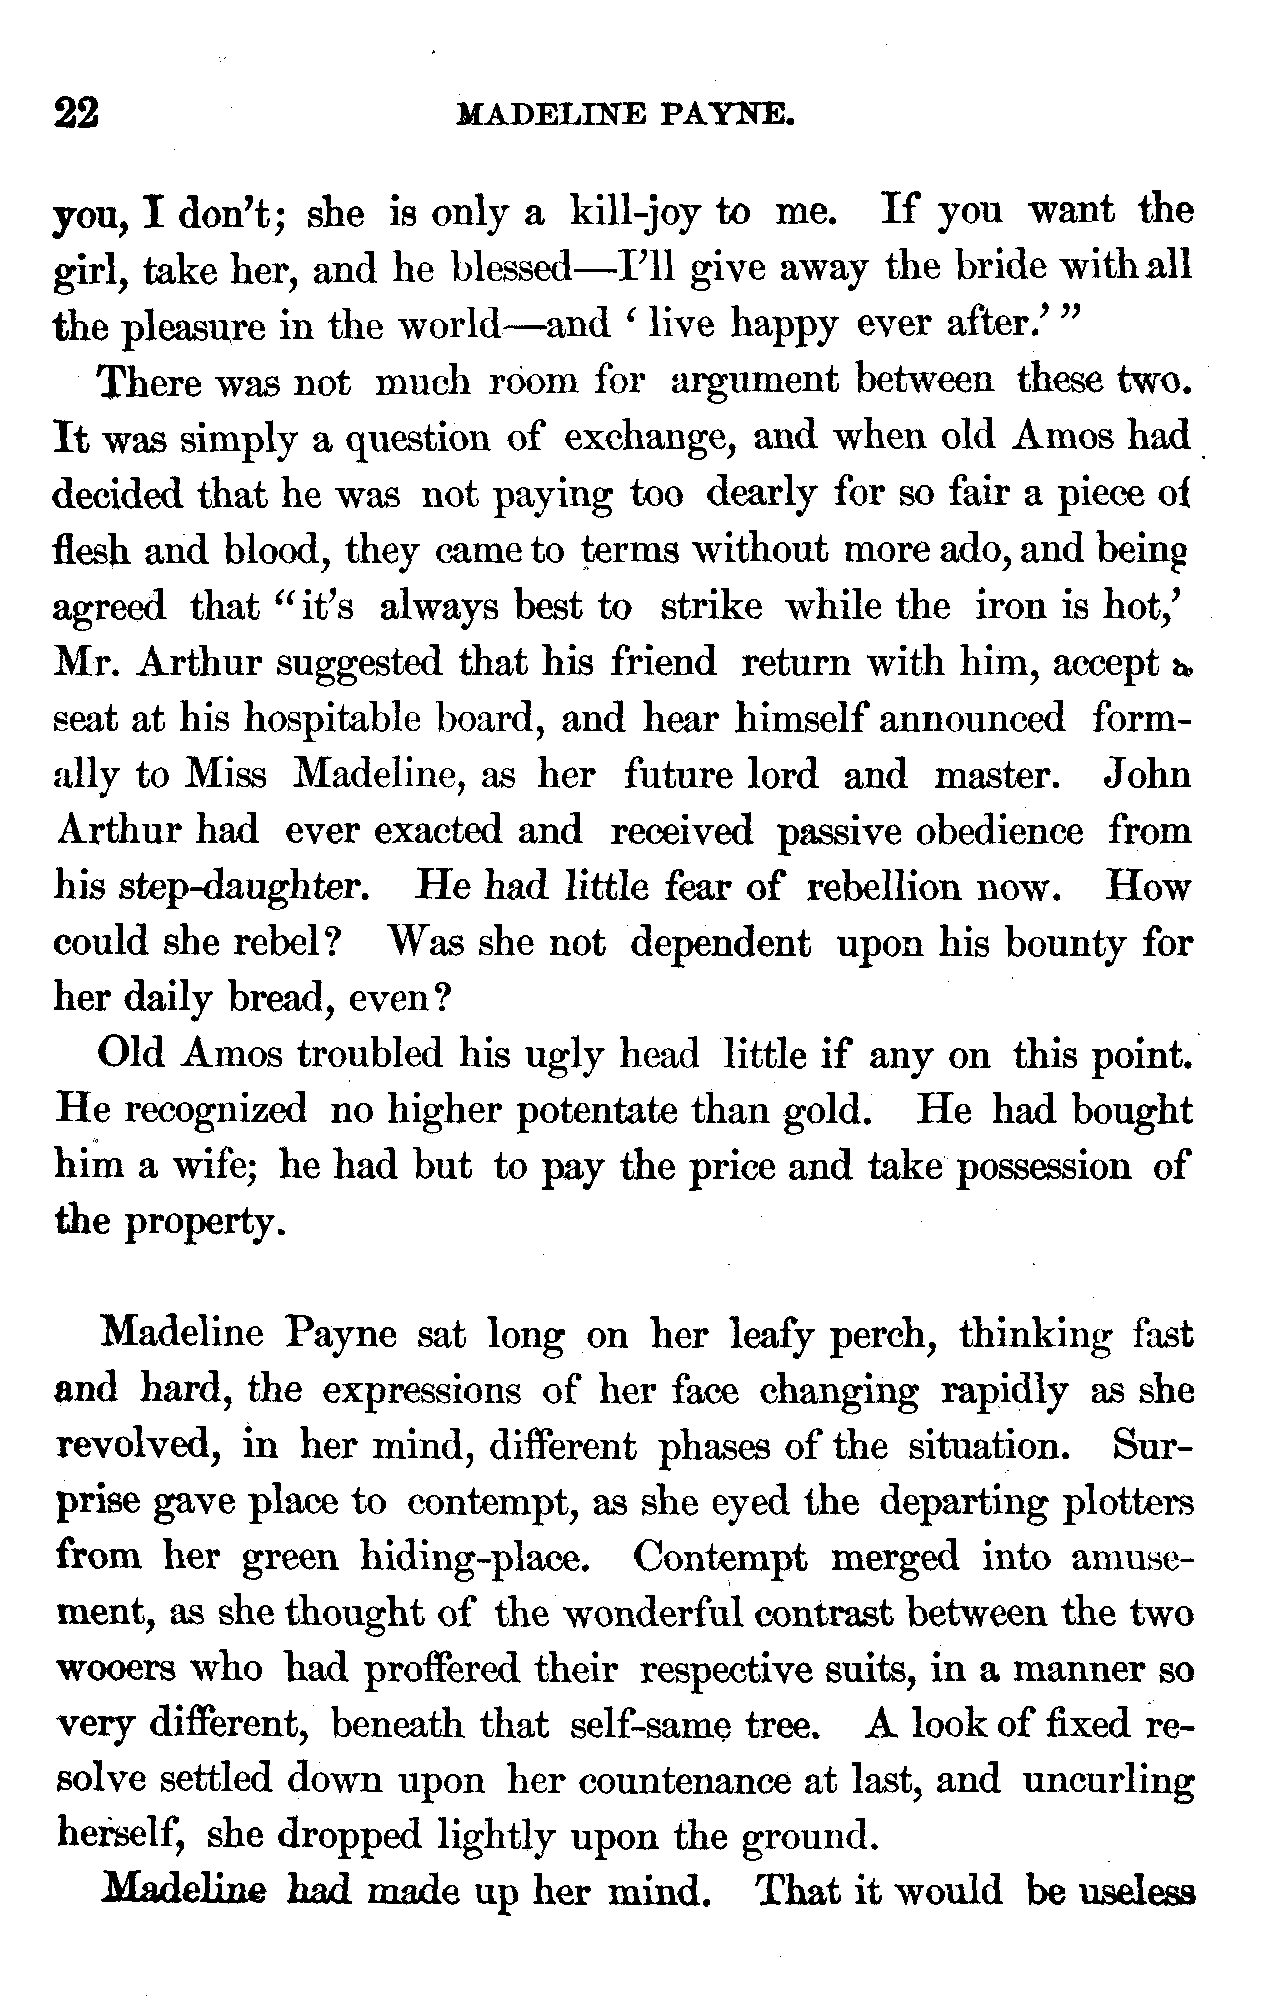 22 MADELINE PAYNE.
you, I don't; she is only a kill-joy to me. If you want the
girl, take her, and he blessed—I'll give away the bride with all
the pleasure in the world—and ‘live happy ever after.’”
There was not much room for argument between these two.
It was simply a question of exchange, and when old Amos had
decided that he was not paying too dearly for so fair a piece of
flesh and blood, they came to terms without more ado, and being
agreed that “it's always best to strike while the iron is hot,’
Mr. Arthur suggested that his friend return with him, accept a
seat at his hospitable board, and hear himself announced form-
ally to Miss Madeline, as her future lord and master. John
Arthur had ever exacted and received passive obedience from
his step-daughter. He had little fear of rebellion now. How
could she rebel? Was she not dependent upon his bounty for
her daily bread, even?
Old Amos troubled his ugly head little if any on this point.
He recognized no higher potentate than gold. He had bought
him a wife; he had but to pay the price and take possession of
the property.
Madeline Payne sat long on her leafy perch, thinking fast
and hard, the expressions of her face changing rapidly as she
revolved, in her mind, different phases of the situation. Sur-
prise gave place to contempt, as she eyed the departing plotters
from her green hiding-place. Contempt merged into amuse-
ment, as she thought of the wonderful contrast between the two
wooers who had proffered their respective suits, in a manner so
very different, beneath that self-same tree. A look of fixed re-
solve settled down upon her countenance at last, and uncurling
herself, she dropped lightly upon the ground.
Madeline had made up her mind. That it would be useless